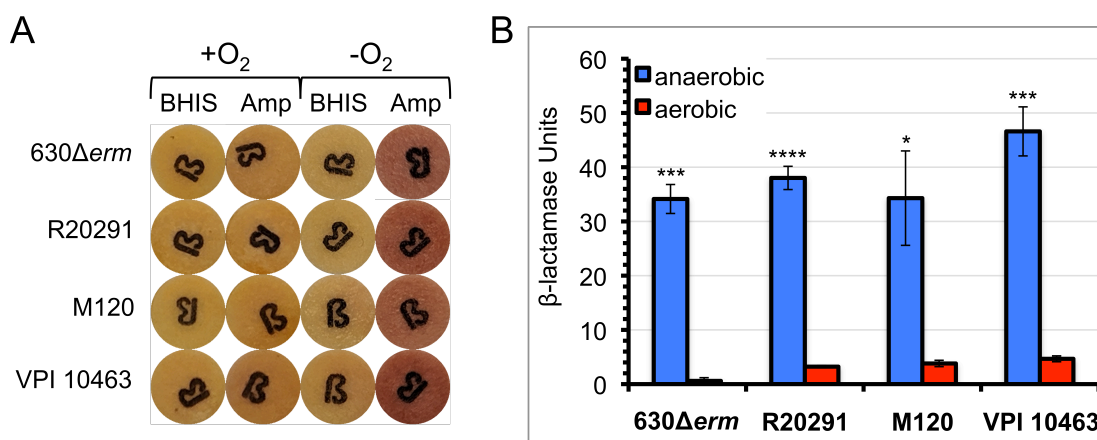 A
+O2 -O2
BHIS Amp BHIS Amp
630Δerm
R20291
M120
VPI 10463
β β β β
β β β β
β β β β
β β β β
B
β-lactamase Units
60
50
40
30
20
10
0
anaerobic
aerobic
***
****
*
***
630Δerm R20291 M120 VPI 10463